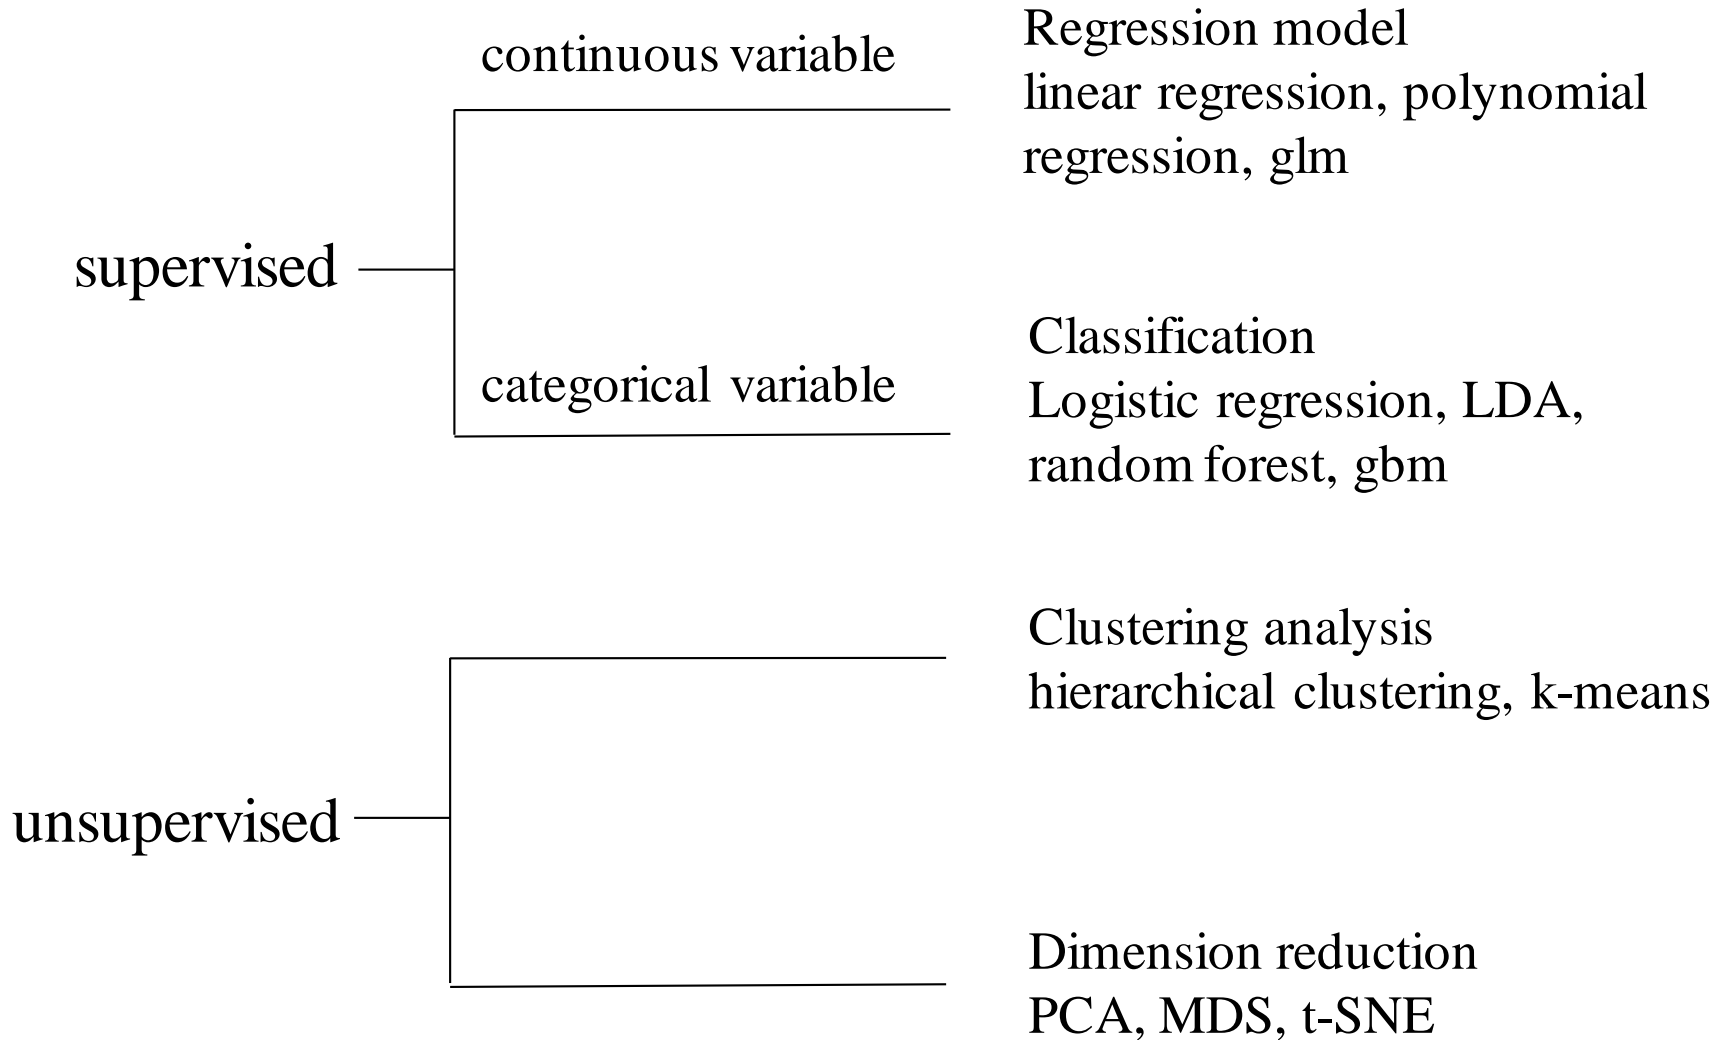 continuous variable
Regression model
linear regression, polynomial
regression, glm
supervised
categorical variable
Classification
Logistic regression, LDA,
random forest, gbm
unsupervised
Clustering analysis
hierarchical clustering, k-means
Dimension reduction
PCA, MDS, t-SNE